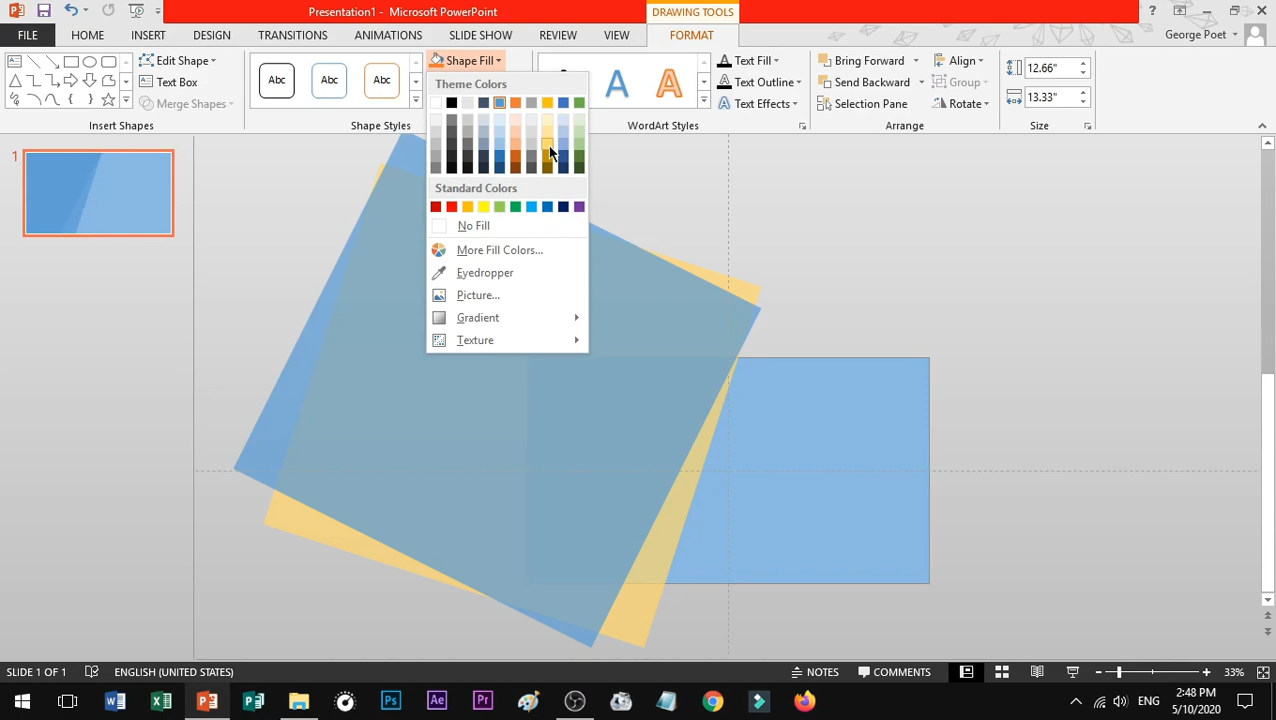 Presentation1 - Microsoft PowerPoint
DRAWING TOOLS
FILE HOME INSERT DESIGN TRANSITIONS ANIMATIONS SLIDE SHOW REVIEW VIEW FORMAT George Poet
Edit Shape
Text Box
Merge Shapes
Insert Shapes
Abc Abc Abc
Shape Styles
Shape Fill
Theme Colors
Standard Colors
No Fill
More Fill Colors...
Eyedropper
Picture...
Gradient
Texture
A A
Text Fill
Text Outline
Text Effects
WordArt Styles
Bring Forward
Send Backward
Selection Pane
Align
Group
Rotate
Arrange
12.66"
13.33"
Size
1
SLIDE 1 OF 1 ENGLISH (UNITED STATES) NOTES COMMENTS 33%
Ps Ae Pr
ENG
2:48 PM
5/10/2020